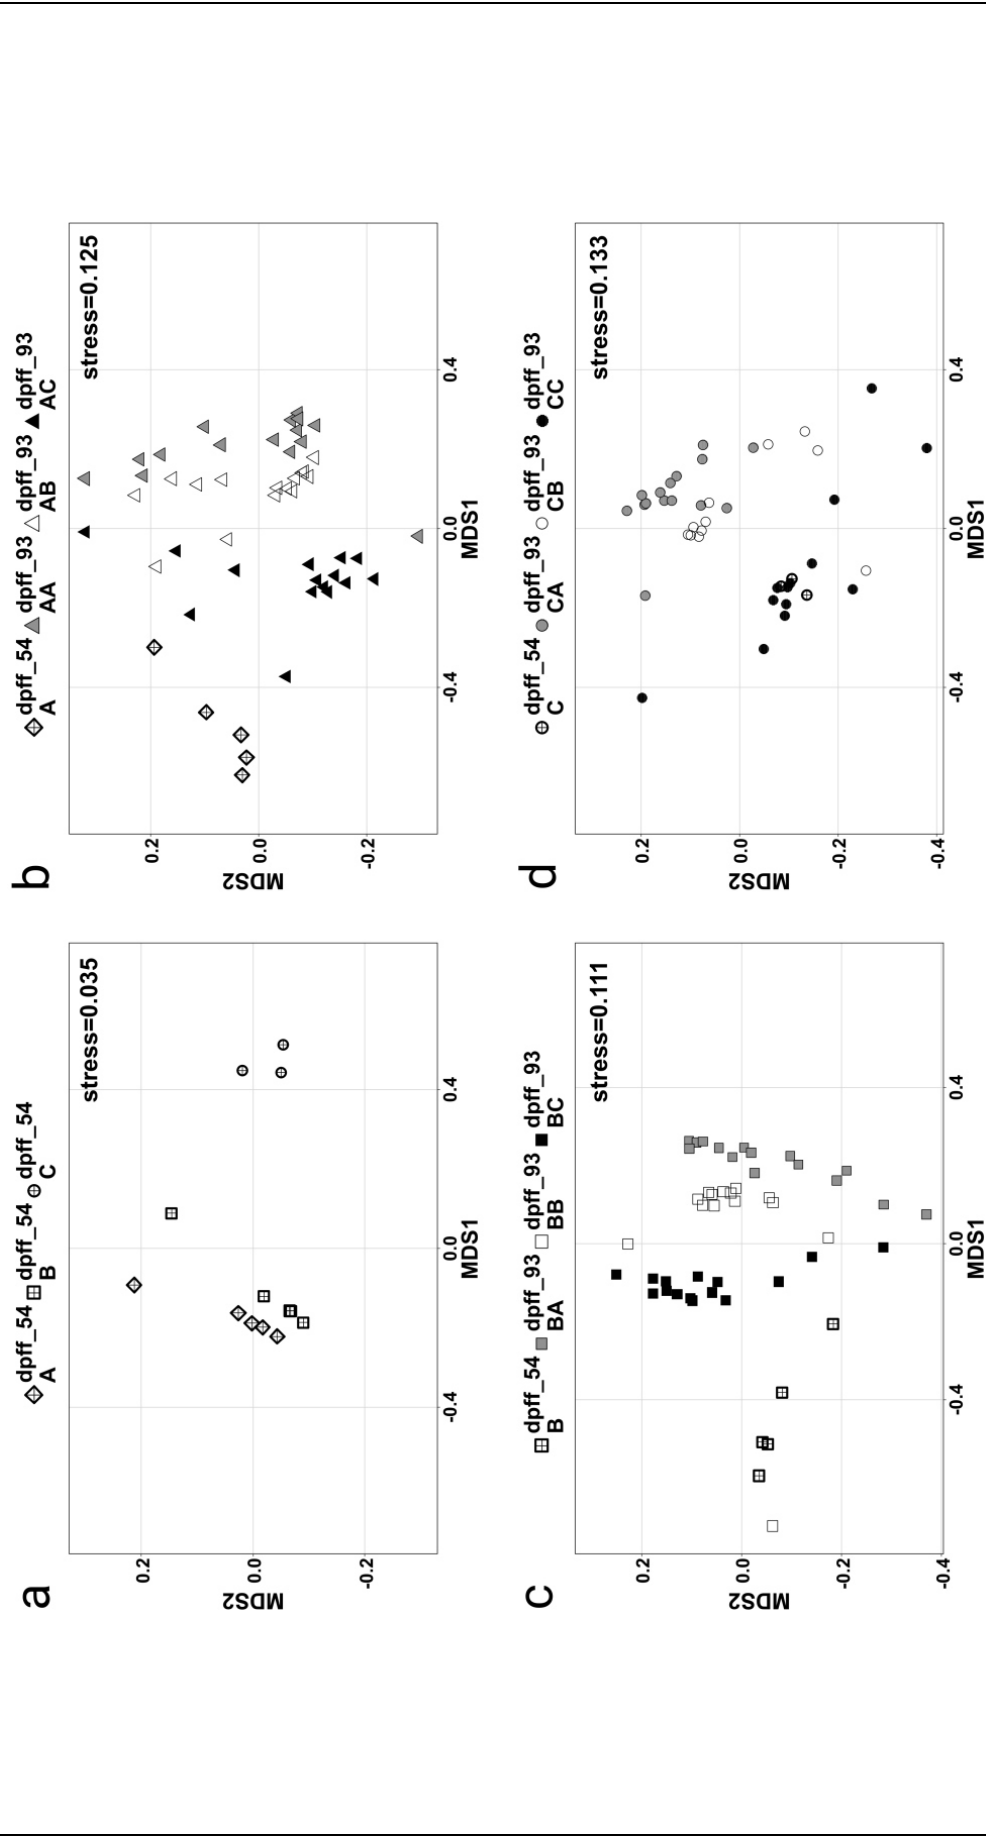 a
dpff_54 dpff_54 dpff_54
A B C
stress=0.035
0.2
0.0
-0.2
MDS2
-0.4 0.0 0.4
MDS1
b
dpff_54 dpff_93 dpff_93 dpff_93
A AA AB AC
stress=0.125
0.2
0.0
-0.2
MDS2
-0.4 0.0 0.4
MDS1
c
dpff_54 dpff_93 dpff_93 dpff_93
B BA BB BC
stress=0.111
0.2
0.0
-0.2
-0.4
MDS2
-0.4 0.0 0.4
MDS1
d
dpff_54 dpff_93 dpff_93 dpff_93
C CA CB CC
stress=0.133
0.2
0.0
-0.2
-0.4
MDS2
-0.4 0.0 0.4
MDS1